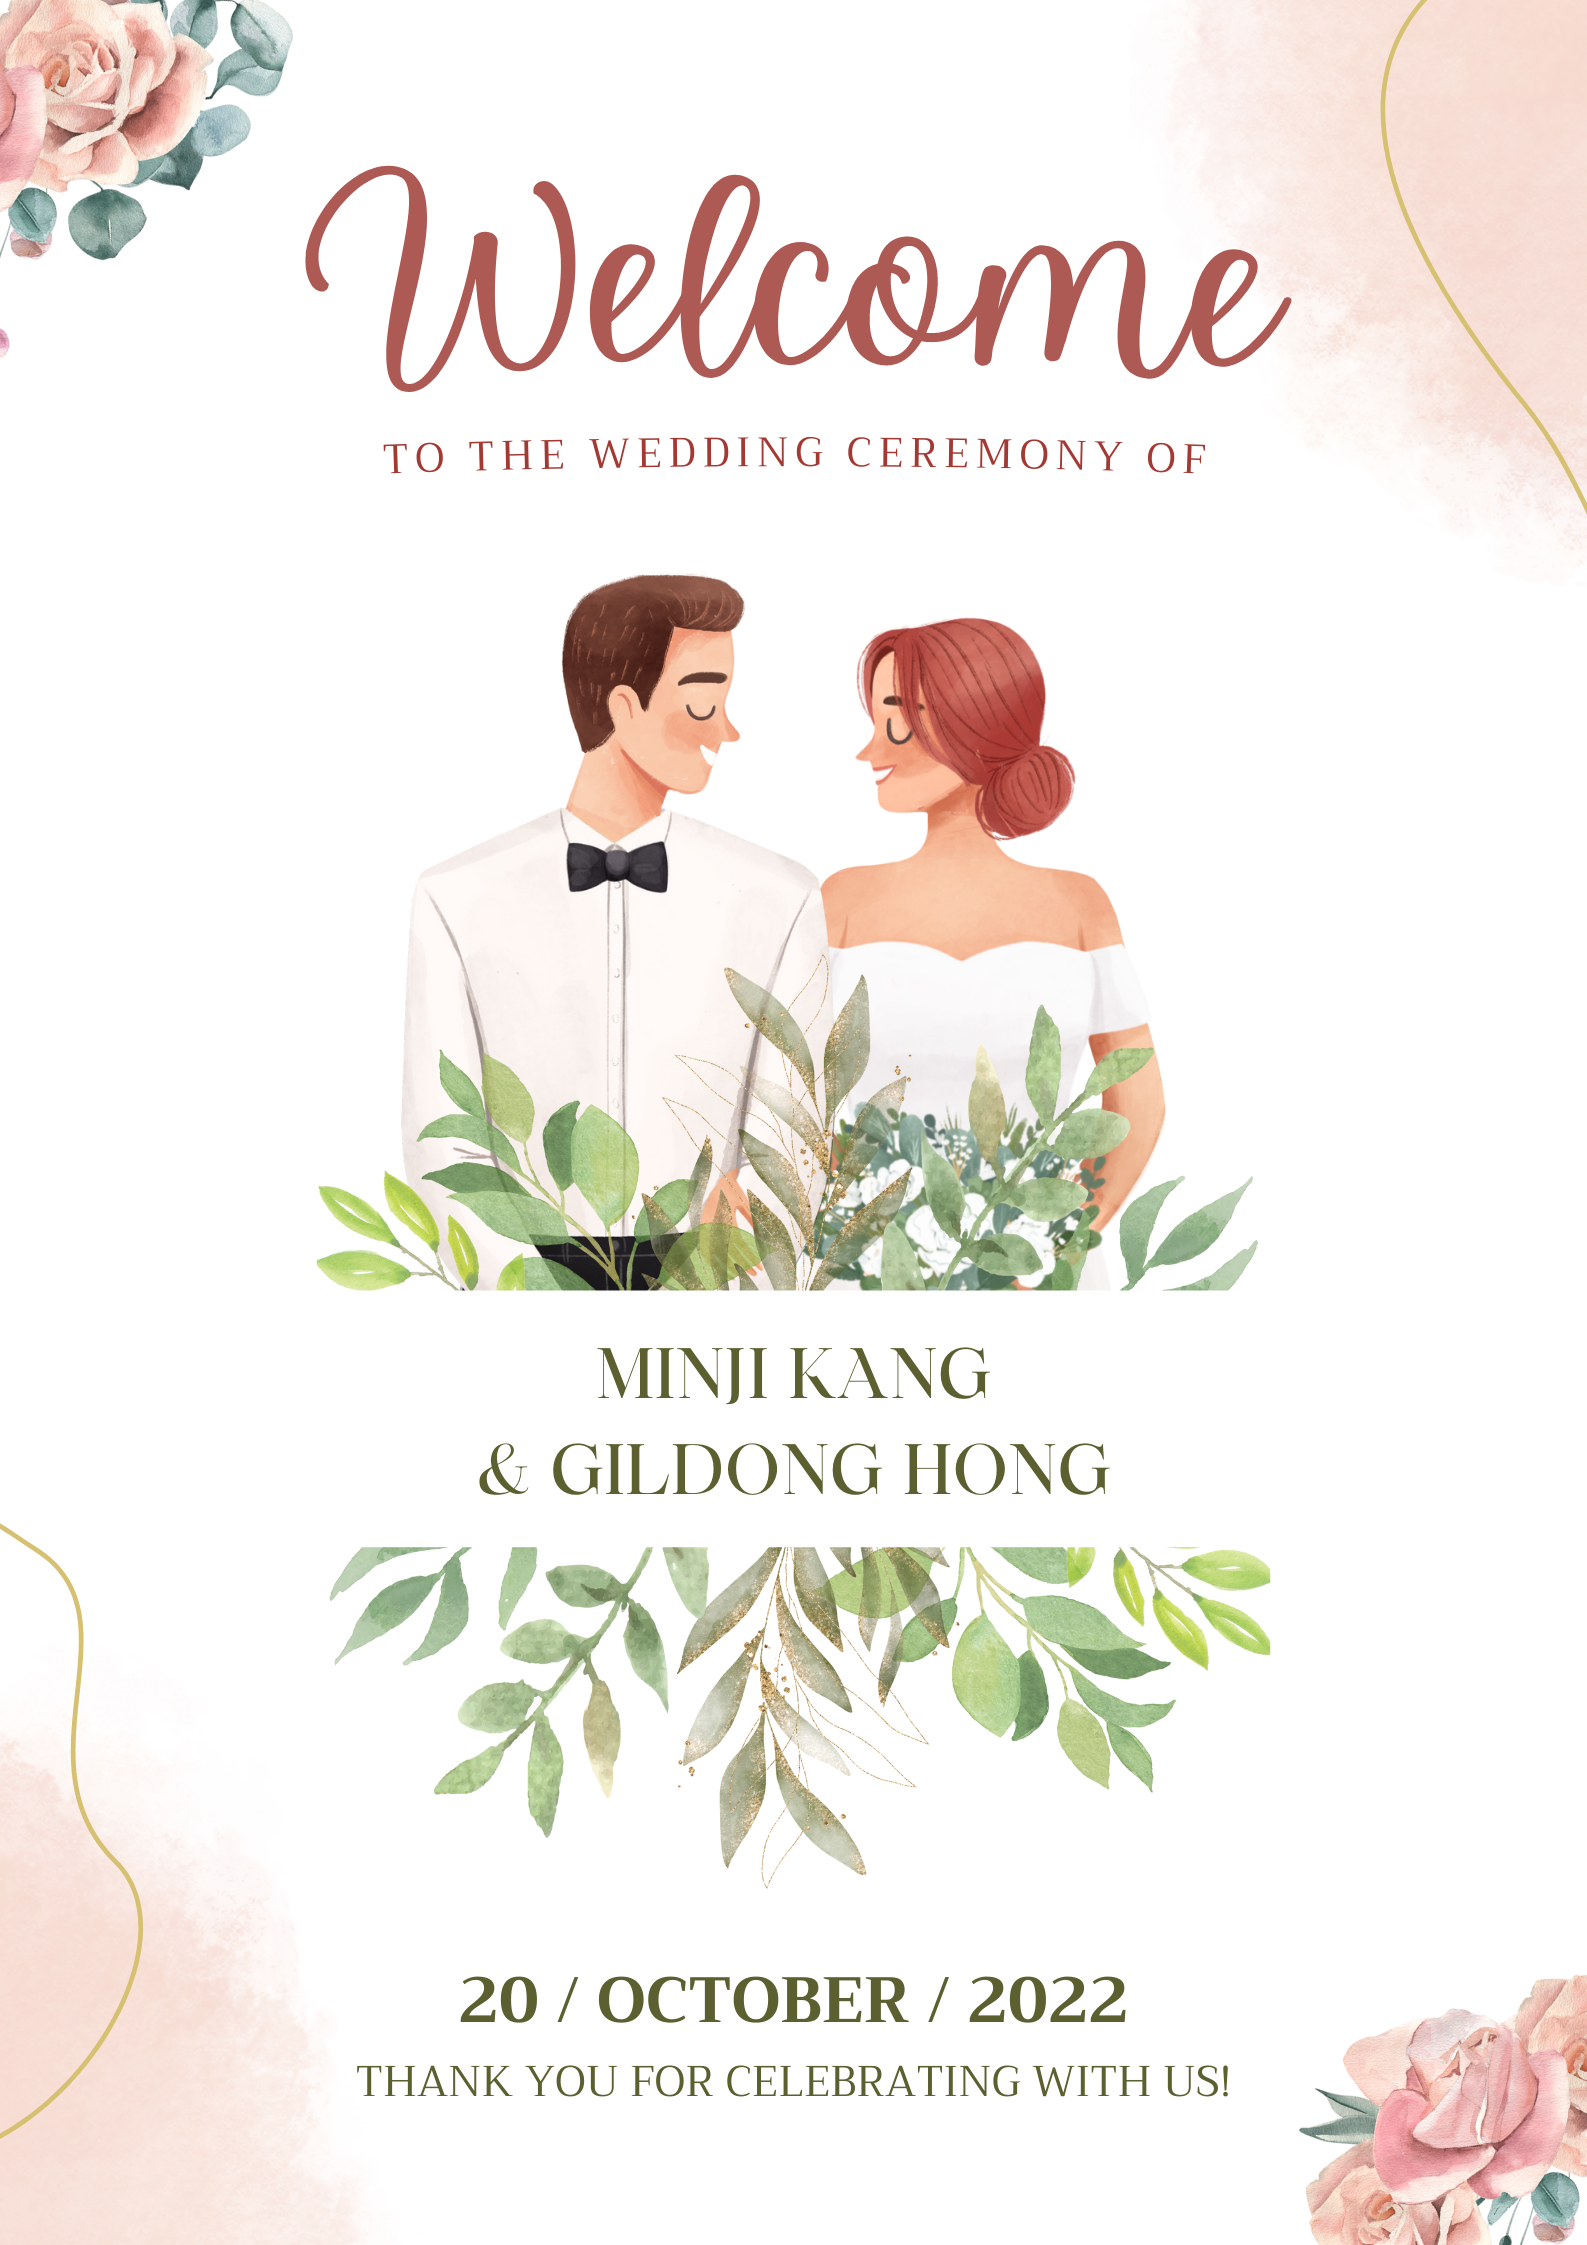 Welcome
TO THE WEDDING CEREMONY OF
MINJI KANG
& GILDONG HONG
20 / OCTOBER / 2022
THANK YOU FOR CELEBRATING WITH US!